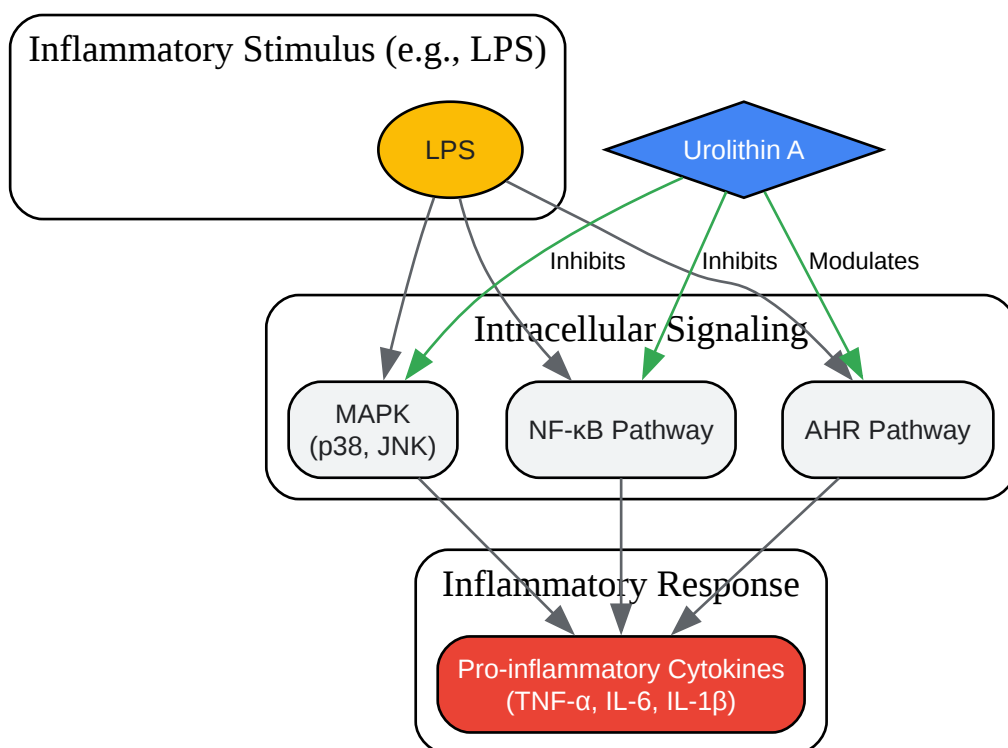 Inflammatory Stimulus (e.g., LPS)
LPS
Urolithin A
Inhibits
Inhibits
Modulates
Intracellular Signaling
MAPK
(p38, JNK)
NF-κB Pathway
AHR Pathway
Inflammatory Response
Pro-inflammatory Cytokines
(TNF-α, IL-6, IL-1β)